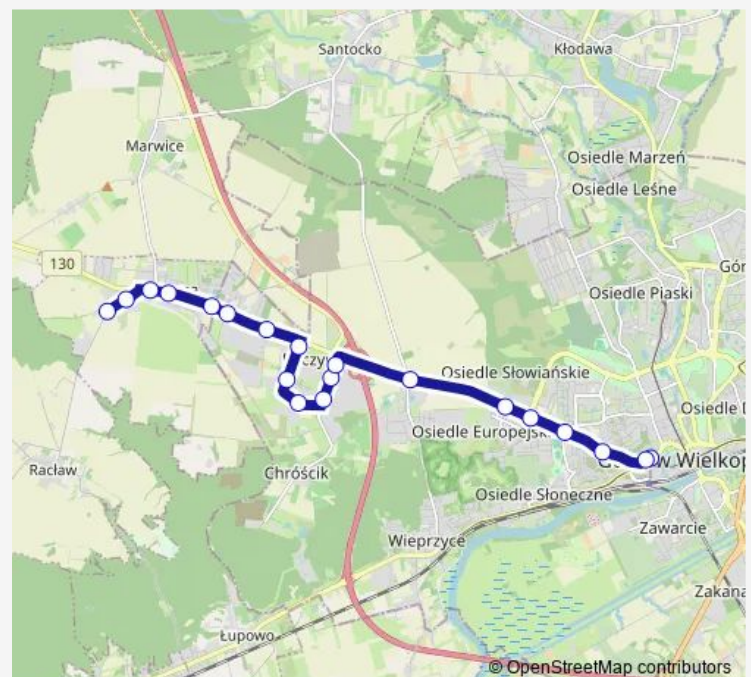 Santocko
Kłodawa
Marwice
Osiedle Marzeń
Osiedle Leśne
130
Osiedle Piaski
Osiedle Słowiańskie
Osiedle Europejsk
Racław
Chróścik
Osiedle Słoneczne
Wieprzyce
Zawarcie
Zakana
Łupowo
© OpenStreetMap contributors